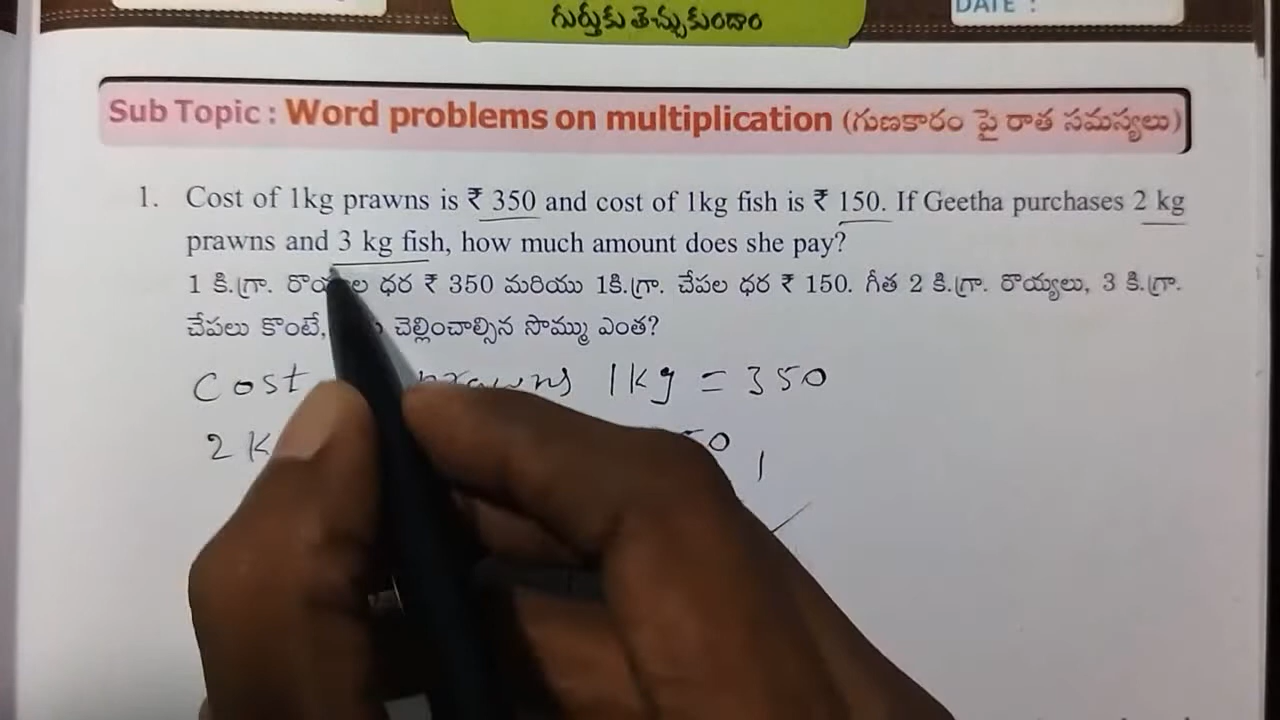 గుర్తుకు తెచ్చుకుందాం
DATE :
Sub Topic : Word problems on multiplication (గుణకారం పై రాత సమస్యలు)
1. Cost of 1kg prawns is ₹ 350 and cost of 1kg fish is ₹ 150. If Geetha purchases 2 kg
prawns and 3 kg fish, how much amount does she pay?
1 కి.గ్రా. రొయ్యల ధర ₹ 350 మరియు 1కి.గ్రా. చేపల ధర ₹ 150. గీత 2 కి.గ్రా. రొయ్యలు, 3 కి.గ్రా.
చేపలు కొంటే, చెల్లించాల్సిన సొమ్ము ఎంత?
Cost prawns 1kg = 350
2 K